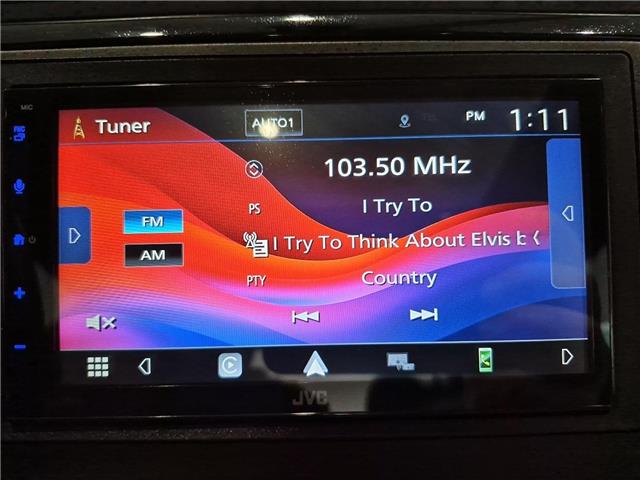 MIC
Tuner
AUTO1
TEL
PM 1:11
103.50 MHz
PS I Try To
FM
I Try To Think About Elvis b
AM
PTY Country
JVC